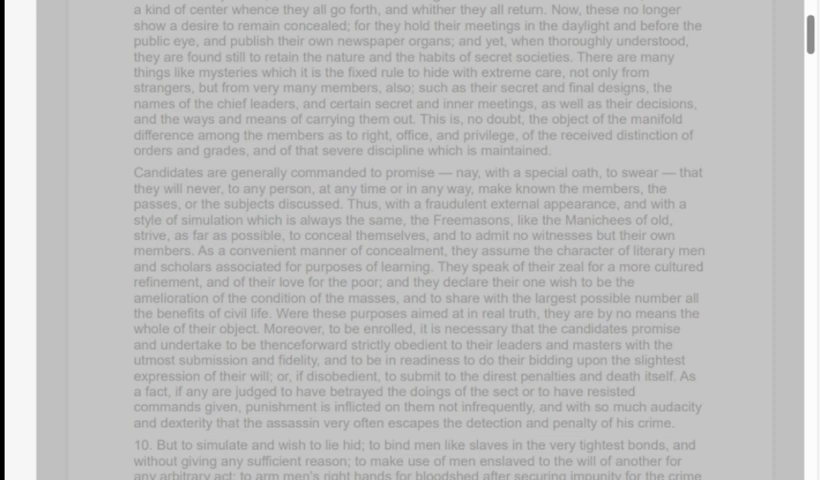 a kind of center whence they all go forth, and whither they all return. Now, these no longer
show a desire to remain concealed; for they hold their meetings in the daylight and before the
public eye, and publish their own newspaper organs; and yet, when thoroughly understood,
they are found still to retain the nature and the habits of secret societies. There are many
things like mysteries which it is the fixed rule to hide with extreme care, not only from
strangers, but from very many members, also; such as their secret and final designs, the
names of the chief leaders, and certain secret and inner meetings, as well as their decisions,
and the ways and means of carrying them out. This is, no doubt, the object of the manifold
difference among the members as to right, office, and privilege, of the received distinction of
orders and grades, and of that severe discipline which is maintained.
Candidates are generally commanded to promise — nay, with a special oath, to swear — that
they will never, to any person, at any time or in any way, make known the members, the
passes, or the subjects discussed. Thus, with a fraudulent external appearance, and with a
style of simulation which is always the same, the Freemasons, like the Manichees of old,
strive, as far as possible, to conceal themselves, and to admit no witnesses but their own
members. As a convenient manner of concealment, they assume the character of literary men
and scholars associated for purposes of learning. They speak of their zeal for a more cultured
refinement, and of their love for the poor; and they declare their one wish to be the
amelioration of the condition of the masses, and to share with the largest possible number all
the benefits of civil life. Were these purposes aimed at in real truth, they are by no means the
whole of their object. Moreover, to be enrolled, it is necessary that the candidates promise
and undertake to be thenceforward strictly obedient to their leaders and masters with the
utmost submission and fidelity, and to be in readiness to do their bidding upon the slightest
expression of their will; or, if disobedient, to submit to the direst penalties and death itself. As
a fact, if any are judged to have betrayed the doings of the sect or to have resisted
commands given, punishment is inflicted on them not infrequently, and with so much audacity
and dexterity that the assassin very often escapes the detection and penalty of his crime.
10. But to simulate and wish to lie hid; to bind men like slaves in the very tightest bonds, and
without giving any sufficient reason; to make use of men enslaved to the will of another for
any arbitrary act; to arm men's right hands for bloodshed after securing impunity for the crime